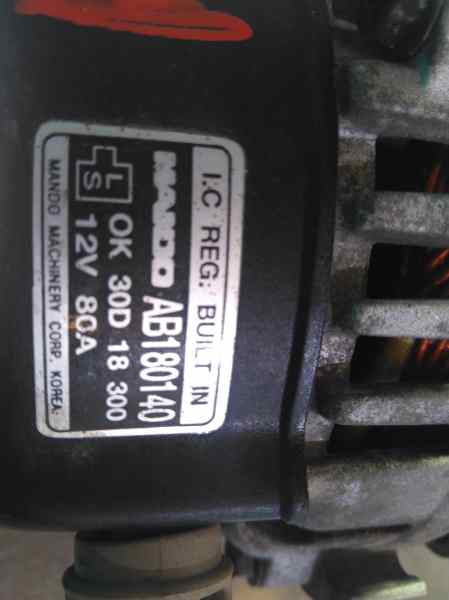 I.C REG: BUILT IN
MANDO AB180140
L
S
OK 30D 18 300
12V 80A
MANDO MACHINERY CORP. KOREA.